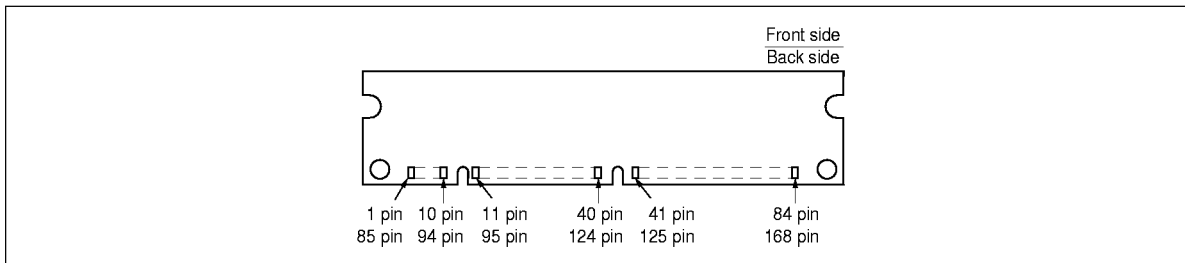 Front side
Back side
1 pin 10 pin 11 pin 40 pin 41 pin 84 pin
85 pin 94 pin 95 pin 124 pin 125 pin 168 pin